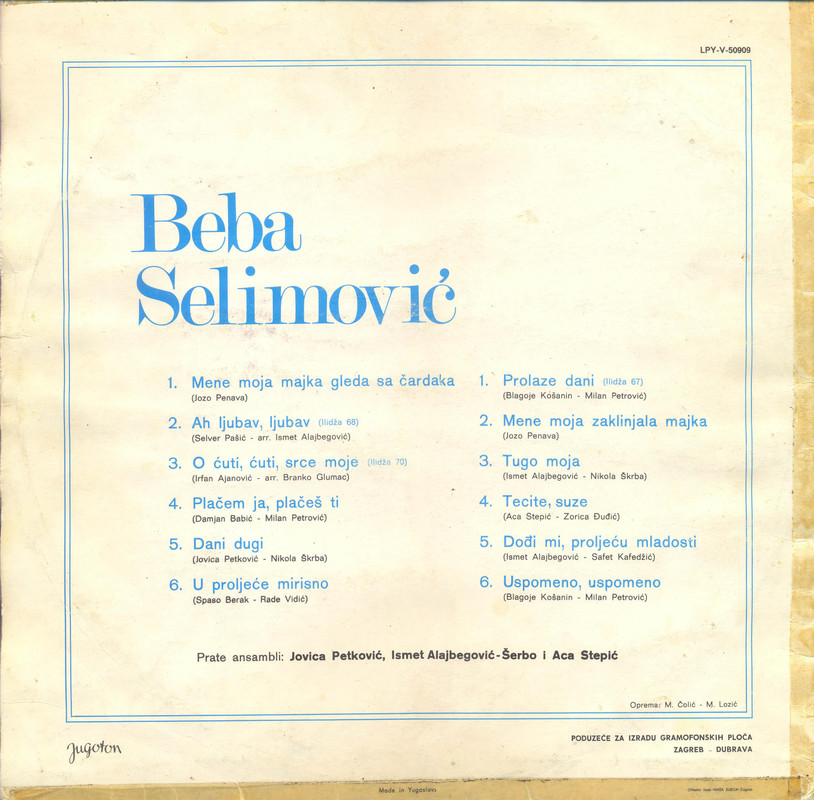 LPY-V-50909
Beba
Selimović
1. Mene moja majka gleda sa čardaka
(Jozo Penava)
2. Ah ljubav, ljubav (Ilidža 68)
(Selver Pašić - arr. Ismet Alajbegović)
3. O ćuti, ćuti, srce moje (Ilidža 70)
(Irfan Ajanović - arr. Branko Glumac)
4. Plačem ja, plačeš ti
(Damjan Babić - Milan Petrović)
5. Dani dugi
(Jovica Petković - Nikola Škrba)
6. U proljeće mirisno
(Spaso Berak - Rade Vidić)
1. Prolaze dani (Ilidža 67)
(Blagoje Košanin - Milan Petrović)
2. Mene moja zaklinjala majka
(Jozo Penava)
3. Tugo moja
(Ismet Alajbegović - Nikola Škrba)
4. Tecite, suze
(Aca Stepić - Zorica Đuđić)
5. Dođi mi, proljeću mladosti
(Ismet Alajbegović - Safet Kafedžić)
6. Uspomeno, uspomeno
(Blagoje Košanin - Milan Petrović)
Prate ansambli: Jovica Petković, Ismet Alajbegović-Šerbo i Aca Stepić
Oprema: M. Čolić - M. Lozić
Jugoton
PODUZEĆE ZA IZRADU GRAMOFONSKIH PLOČA
ZAGREB - DUBRAVA
Made in Yugoslavia